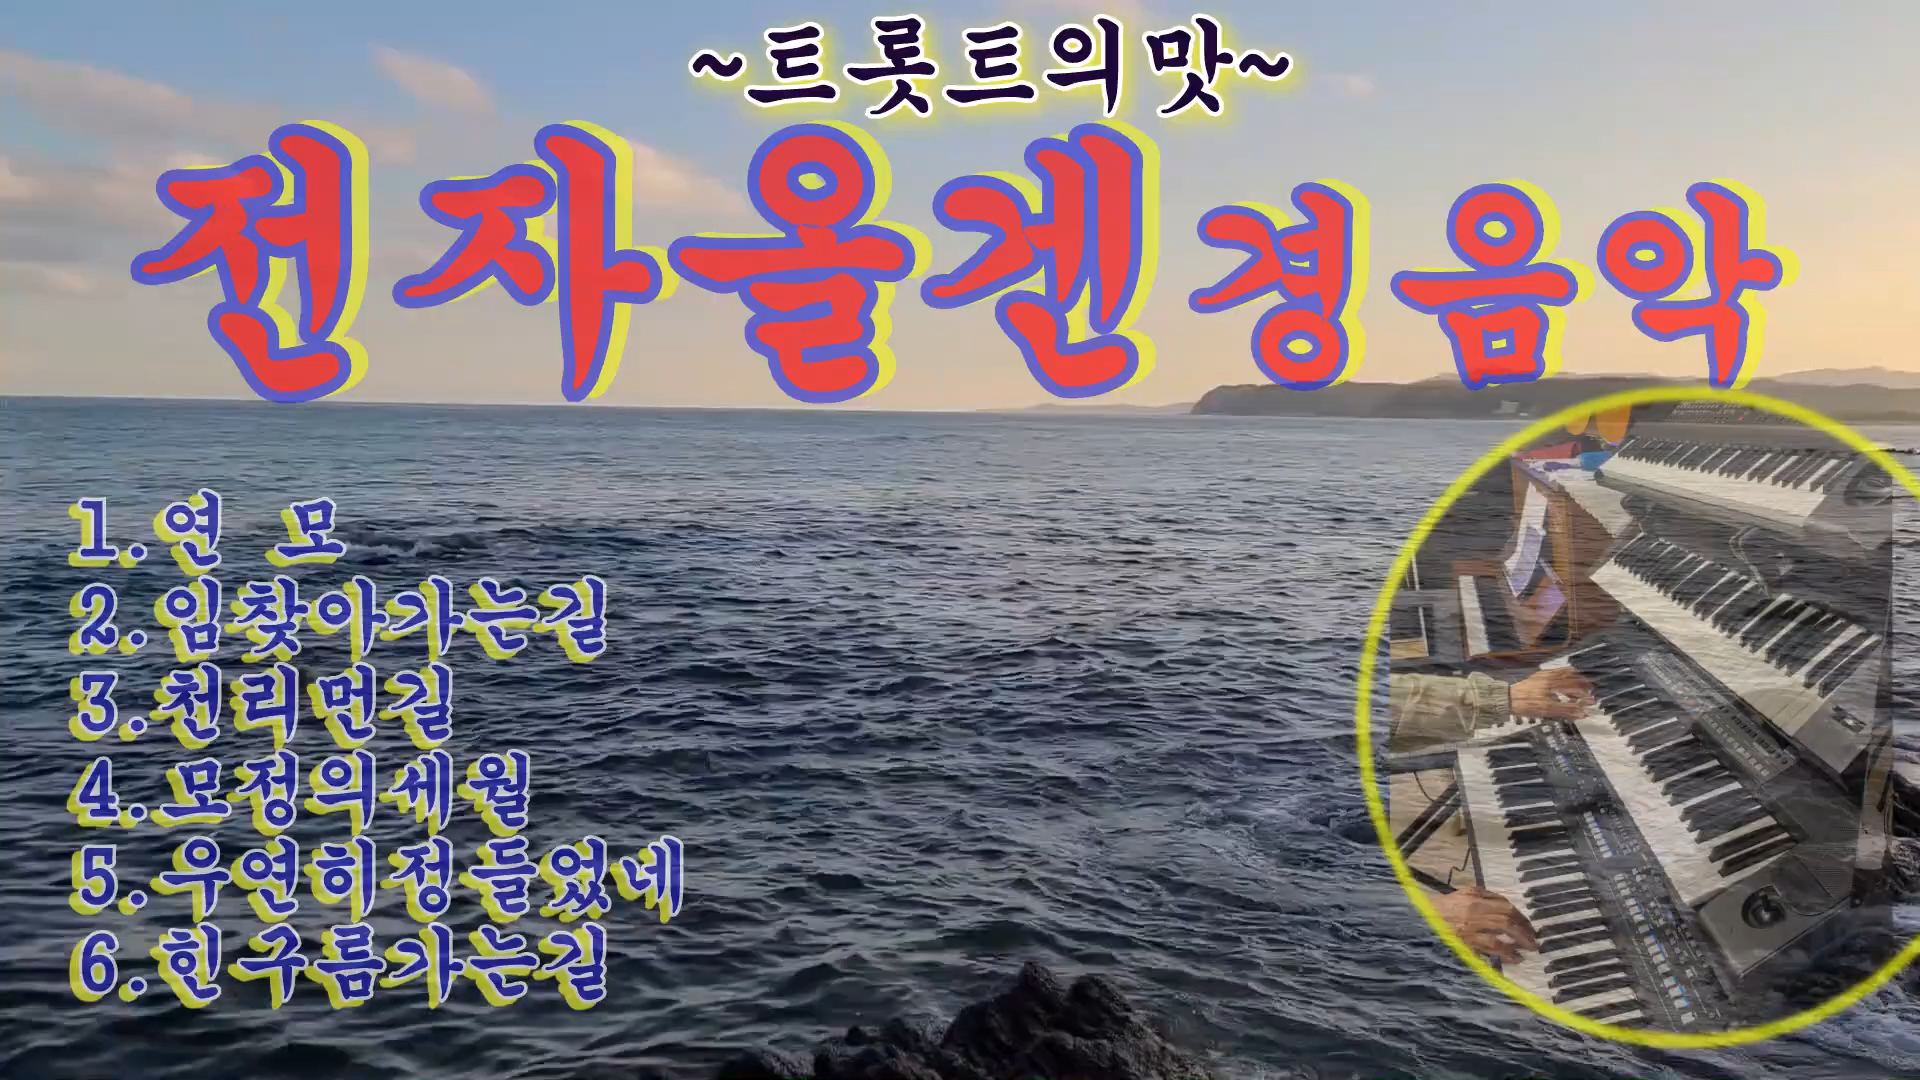 ~트롯트의맛~
전자올겐 경음악
1.연 모
2.임찾아가는길
3.천리먼길
4.모정의세월
5.우연히정들었네
6.힌구름가는길